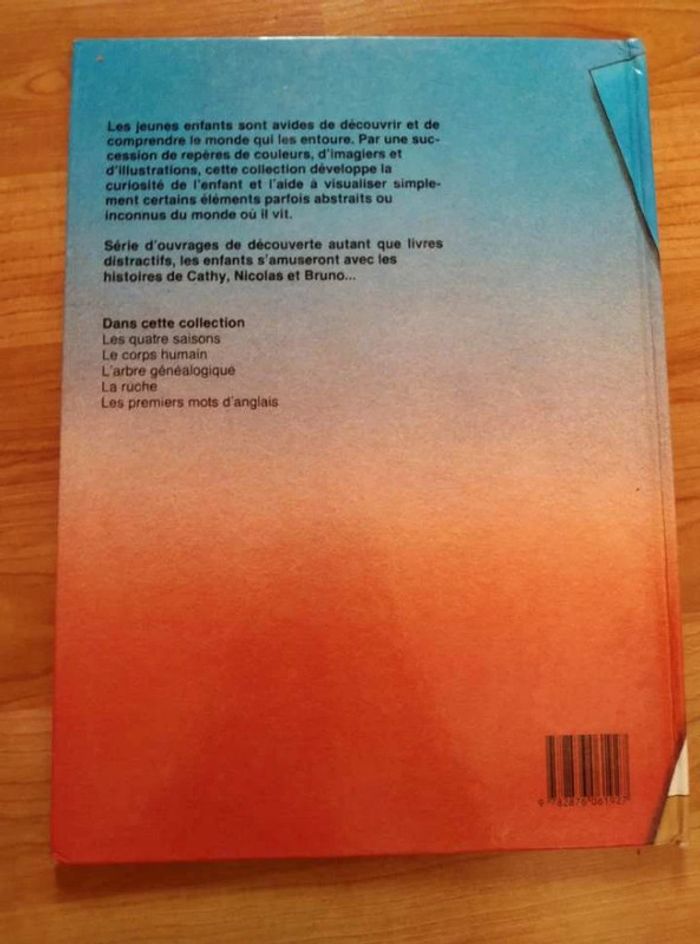 Les jeunes enfants sont avides de découvrir et de
comprendre le monde qui les entoure. Par une suc-
cession de repères de couleurs, d'imagiers et
d'illustrations, cette collection développe la
curiosité de l'enfant et l'aide à visualiser simple-
ment certains éléments parfois abstraits ou
inconnus du monde où il vit.
Série d'ouvrages de découverte autant que livres
distractifs, les enfants s'amuseront avec les
histoires de Cathy, Nicolas et Bruno...
Dans cette collection
Les quatre saisons
Le corps humain
L'arbre généalogique
La ruche
Les premiers mots d'anglais
9 782876 061927